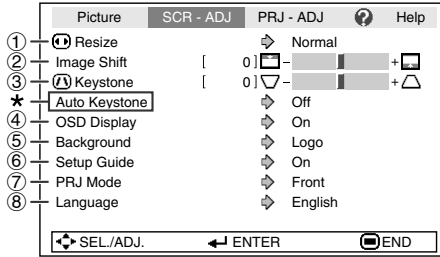 Picture SCR - ADJ PRJ - ADJ ? Help
1 Resize Normal
2 Image Shift [ 0 ] − +
3 Keystone [ 0 ] − +
* Auto Keystone Off
4 OSD Display On
5 Background Logo
6 Setup Guide On
7 PRJ Mode Front
8 Language English
SEL./ADJ. ENTER END